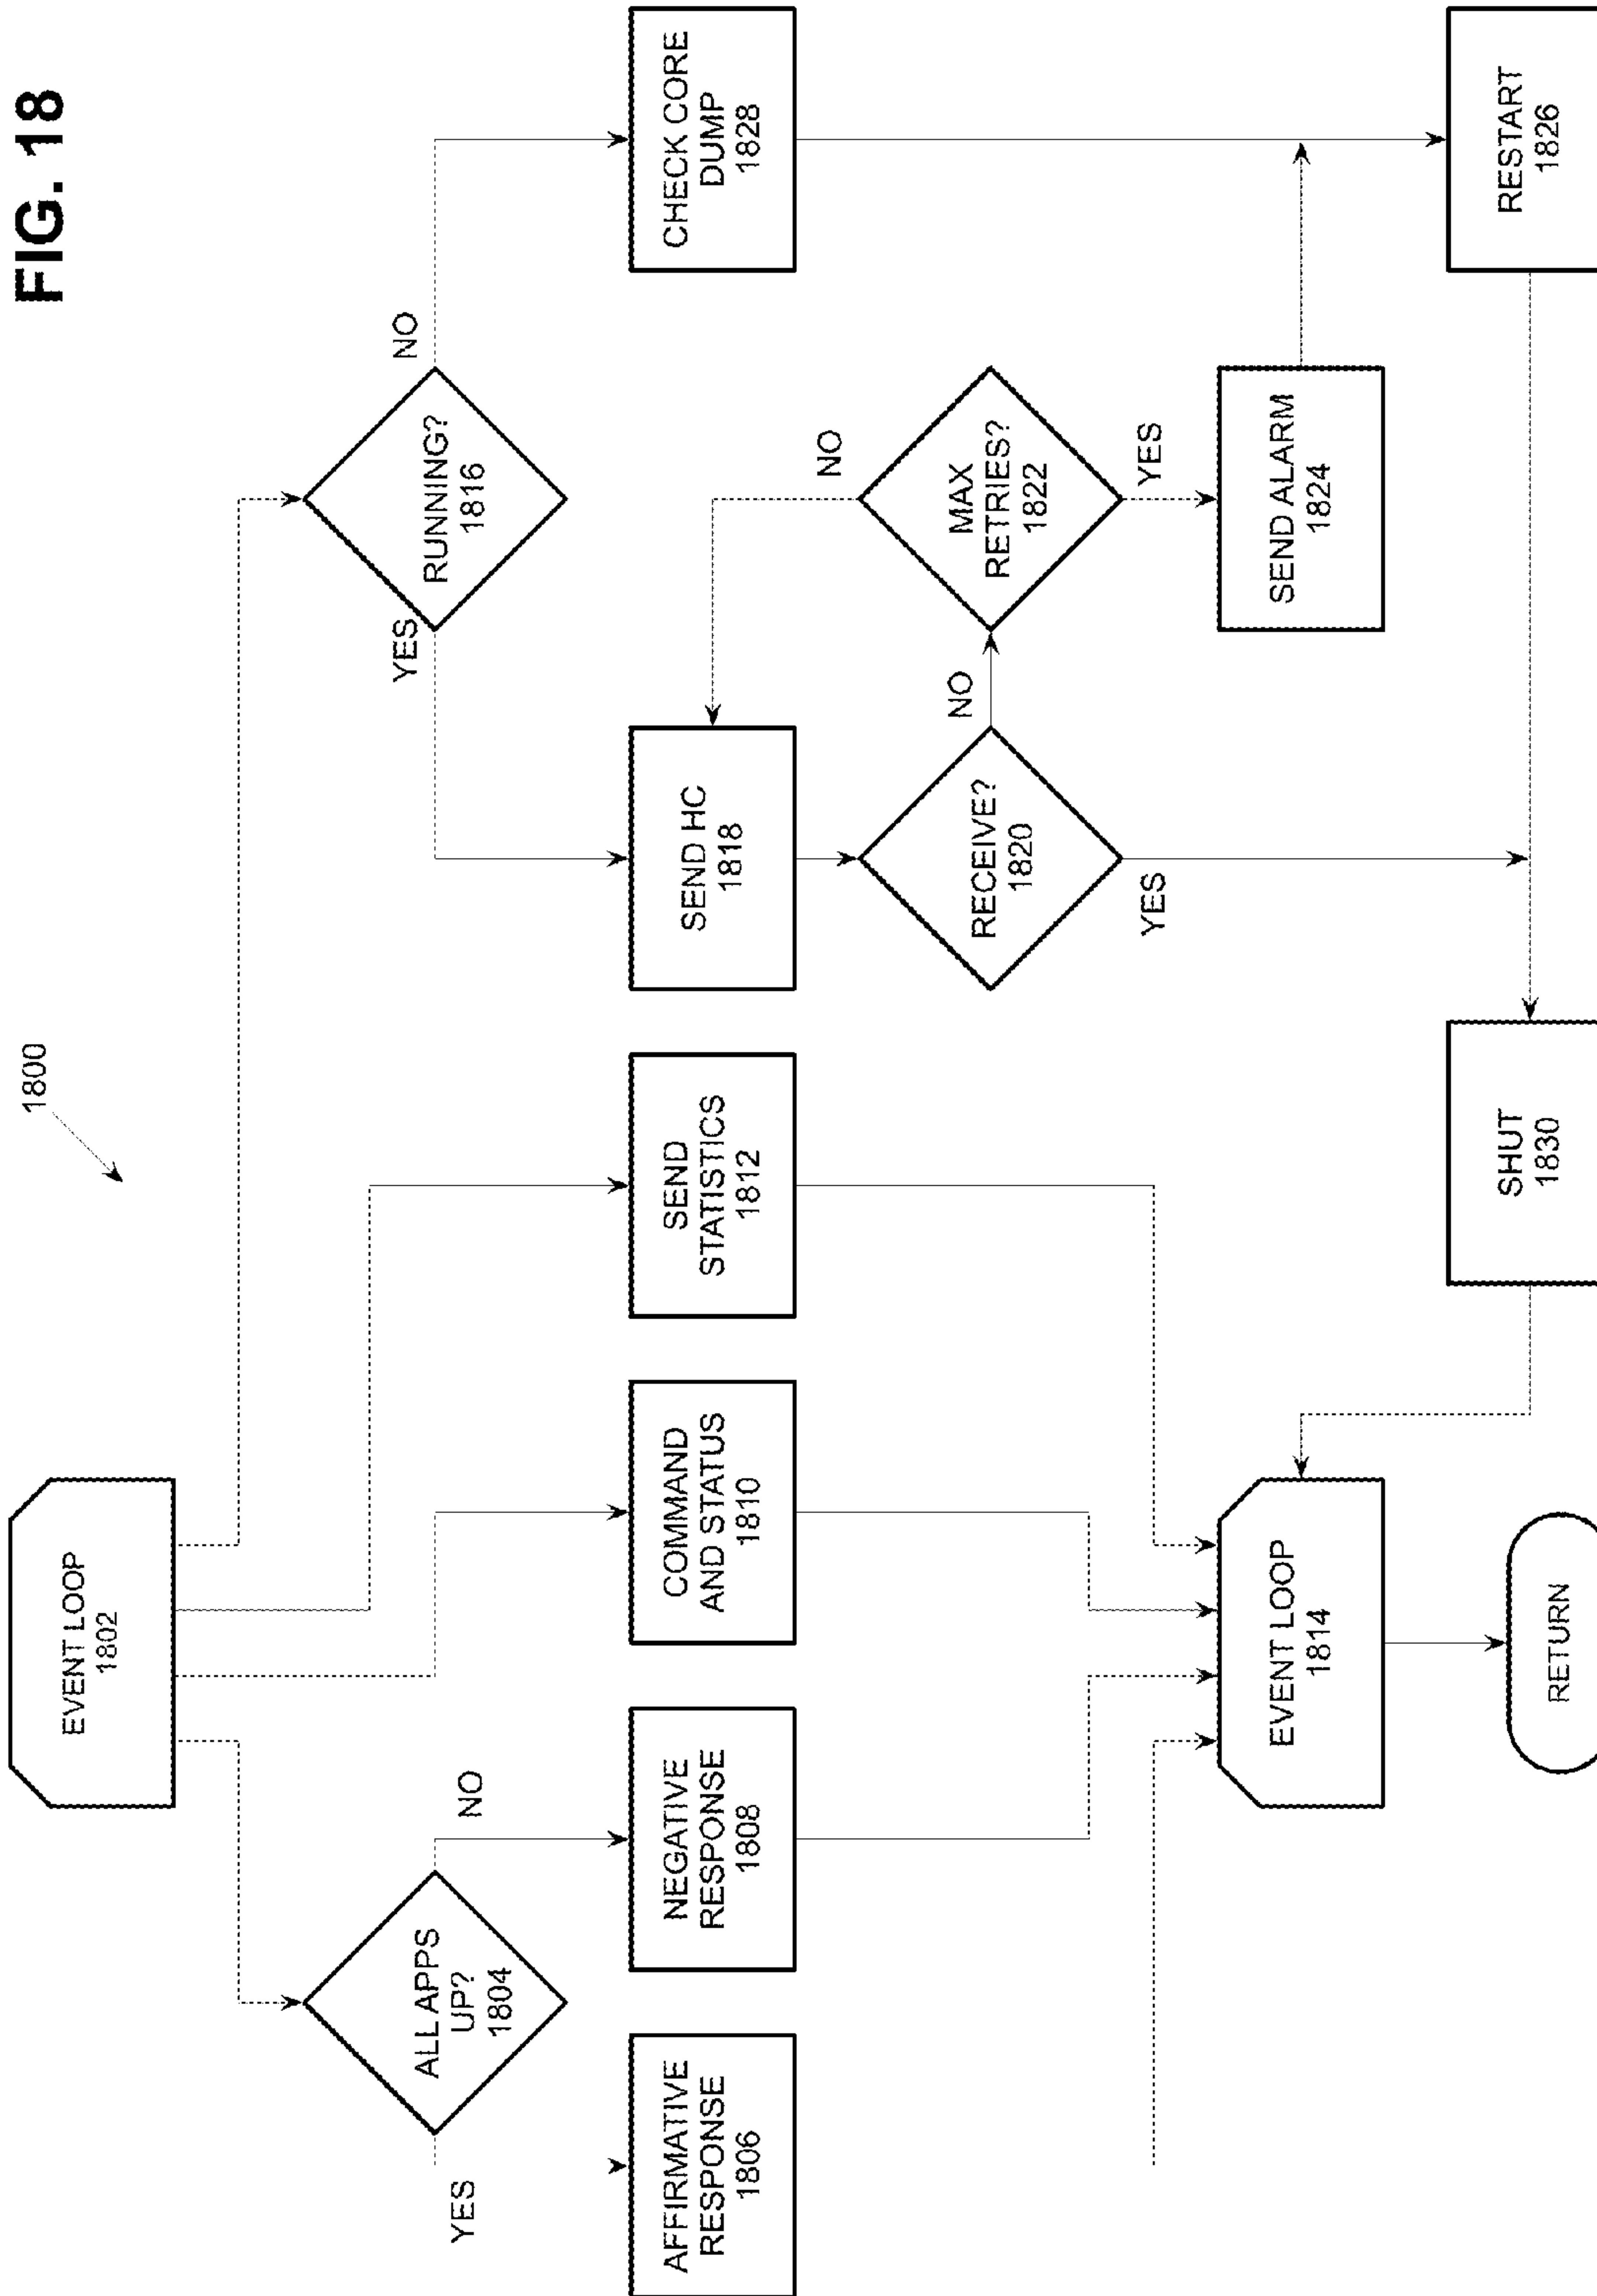 FIG. 18
1800
EVENT LOOP
1802
ALL APPS
UP?
1804
YES
NO
RUNNING?
1816
YES
NO
AFFIRMATIVE
RESPONSE
1806
NEGATIVE
RESPONSE
1808
COMMAND
AND STATUS
1810
SEND
STATISTICS
1812
SEND HC
1818
CHECK CORE
DUMP
1828
RECEIVE?
1820
NO
YES
MAX
RETRIES?
1822
NO
YES
EVENT LOOP
1814
SEND ALARM
1824
RETURN
SHUT
1830
RESTART
1826